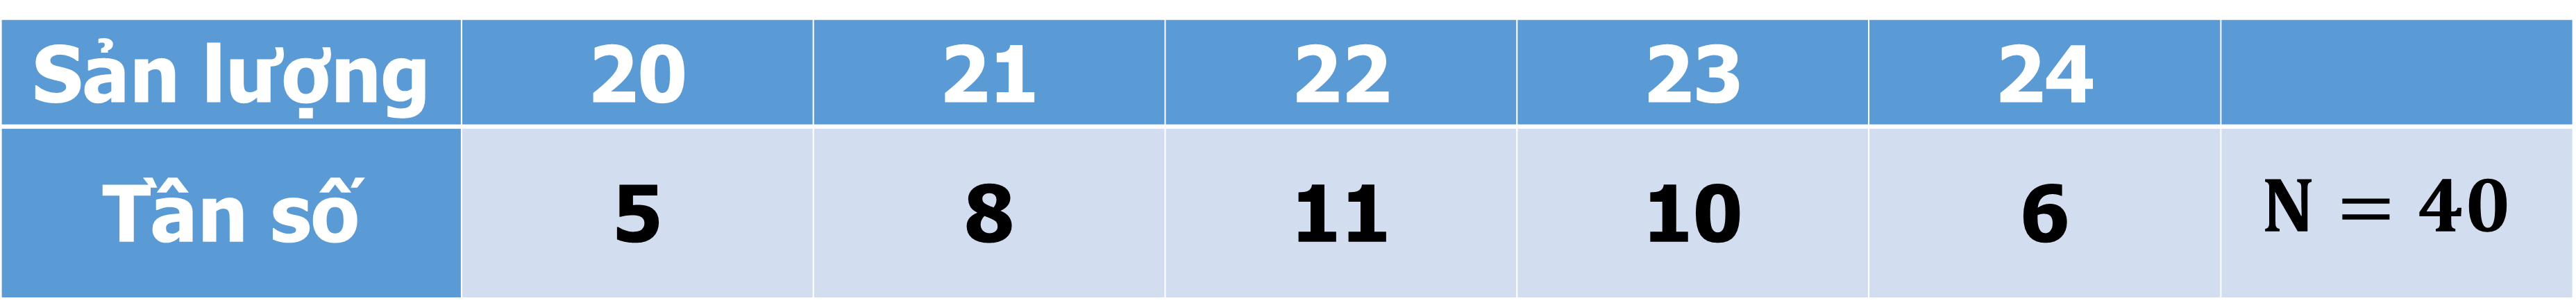 Sản lượng 20 21 22 23 24
Tần số 5 8 11 10 6 N = 40